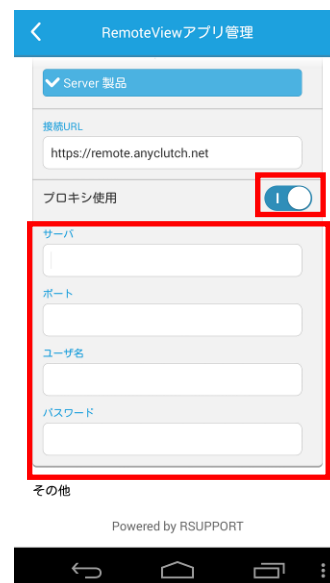 RemoteViewアプリ管理
Server 製品
接続URL
https://remote.anyclutch.net
プロキシ使用
サーバ
ポート
ユーザ名
パスワード
その他
Powered by RSUPPORT